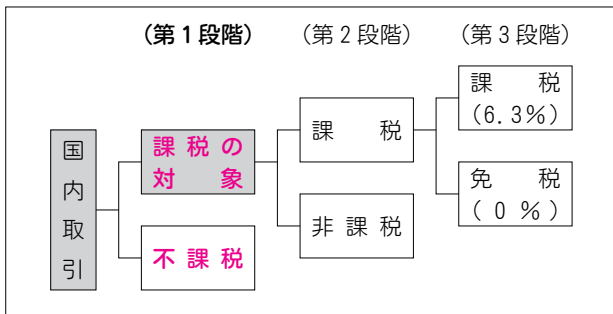 (第1段階)
(第2段階)
(第3段階)
国内取引
課税の
対象
不課税
課税
非課税
課税
(6.3%)
免税
(0%)